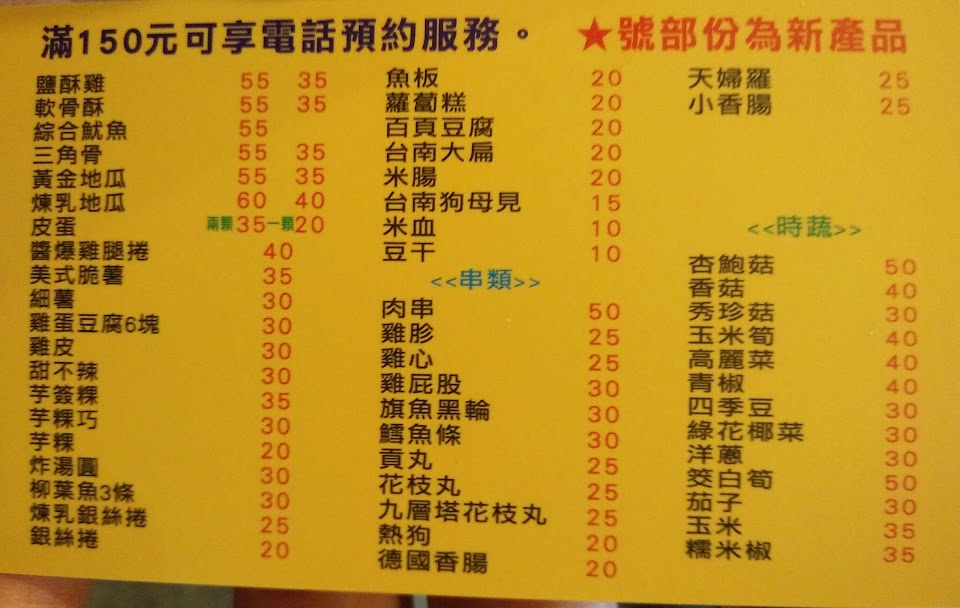 滿150元可享電話預約服務。 ★號部份為新產品
鹽酥雞 55 35
軟骨酥 55 35
綜合魷魚 55
三角骨 55 35
黃金地瓜 55 35
煉乳地瓜 60 40
皮蛋 兩顆35一顆20
醬爆雞腿捲 40
美式脆薯 35
細薯 30
雞蛋豆腐6塊 30
雞皮 30
甜不辣 30
芋簽粿 35
芋粿巧 30
芋粿 20
炸湯圓 30
柳葉魚3條 30
煉乳銀絲捲 25
銀絲捲 20
魚板 20
蘿蔔糕 20
百頁豆腐 20
台南大扁 20
米腸 20
台南狗母見 15
米血 10
豆干 10
<<串類>>
肉串 50
雞胗 25
雞心 25
雞屁股 30
旗魚黑輪 30
鱈魚條 30
貢丸 25
花枝丸 25
九層塔花枝丸 25
熱狗 20
德國香腸 20
天婦羅 25
小香腸 25
<<時蔬>>
杏鮑菇 50
香菇 40
秀珍菇 30
玉米筍 40
高麗菜 40
青椒 40
四季豆 30
綠花椰菜 30
洋蔥 30
筊白筍 50
茄子 30
玉米 35
糯米椒 35